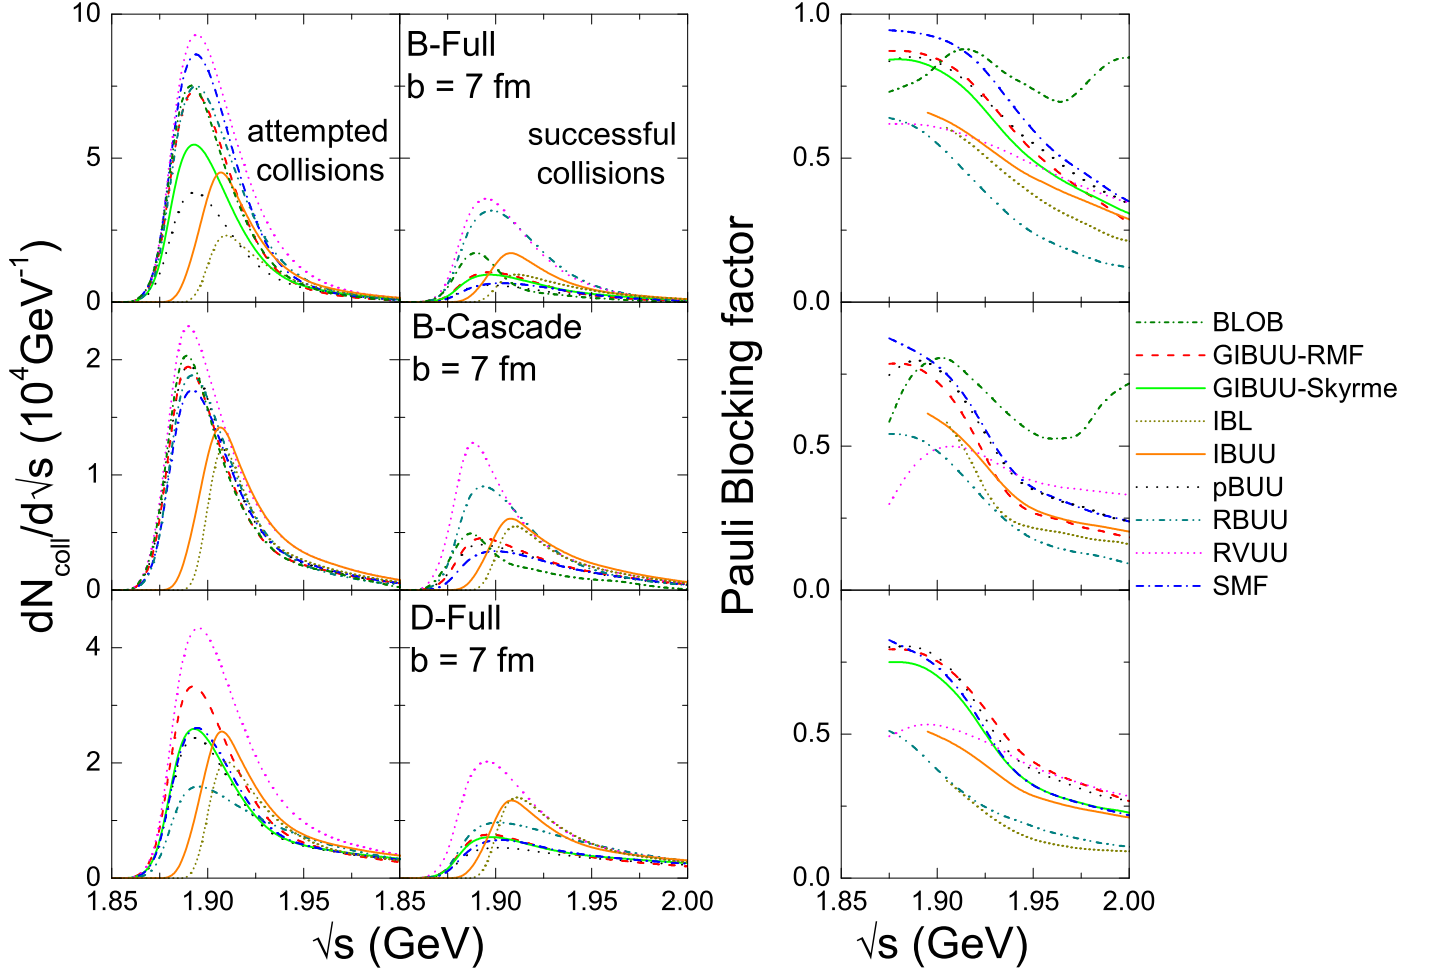 10
5
0
2
1
0
4
2
0
dN_coll/d√s (10^4GeV^-1)
attempted
collisions
B-Full
b = 7 fm
successful
collisions
B-Cascade
b = 7 fm
D-Full
b = 7 fm
1.85
1.90
1.95
1.85
1.90
1.95
2.00
√s (GeV)
Pauli Blocking factor
1.0
0.5
0.0
0.5
0.0
0.5
0.0
1.85
1.90
1.95
2.00
√s (GeV)
BLOB
GIBUU-RMF
GIBUU-Skyrme
IBL
IBUU
pBUU
RBUU
RVUU
SMF